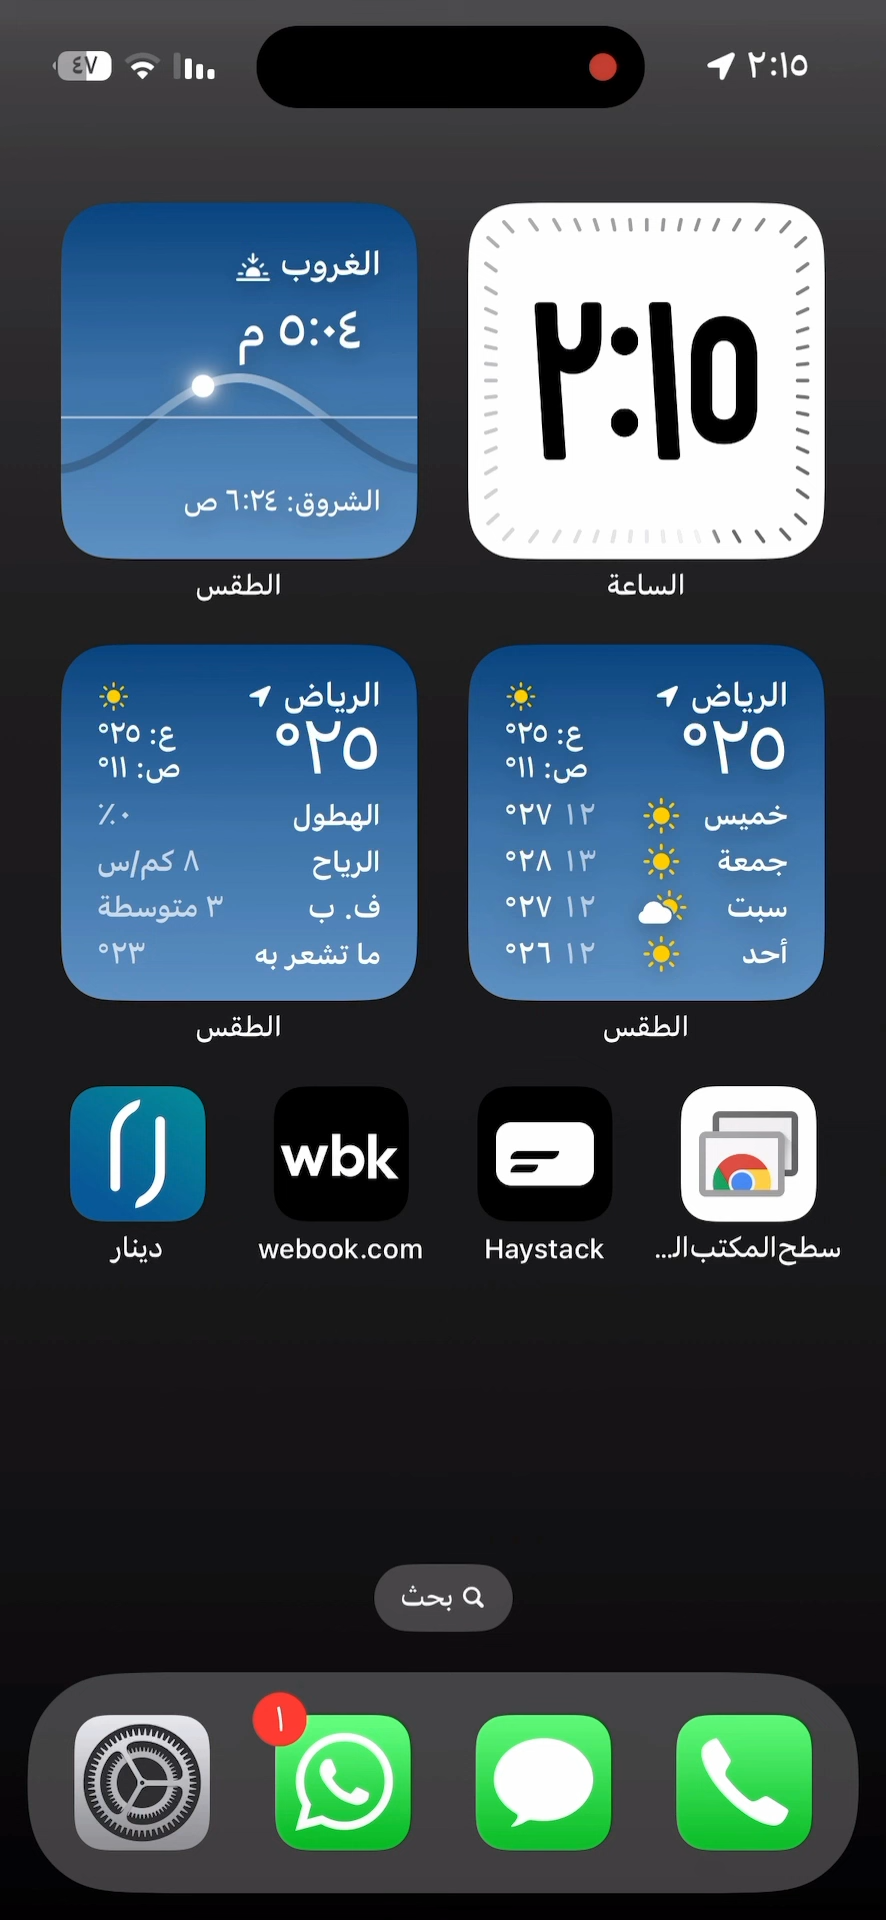 ٢:١٥
٤٧
٢:١٥
الساعة
الغروب
٥:٠٤ م
الشروق: ٦:٢٤ ص
الطقس
الرياض
٢٥°
ع: ٢٥°
ص: ١١°
خميس ١٢ ٢٧°
جمعة ١٣ ٢٨°
سبت ١٢ ٢٧°
أحد ١٢ ٢٦°
الطقس
الرياض
٢٥°
ع: ٢٥°
ص: ١١°
الهطول ٠٪
الرياح ٨ كم/س
ف. ب ٣ متوسطة
ما تشعر به ٢٣°
الطقس
سطح المكتب الـ...
Haystack
wbk
webook.com
دينار
بحث
١